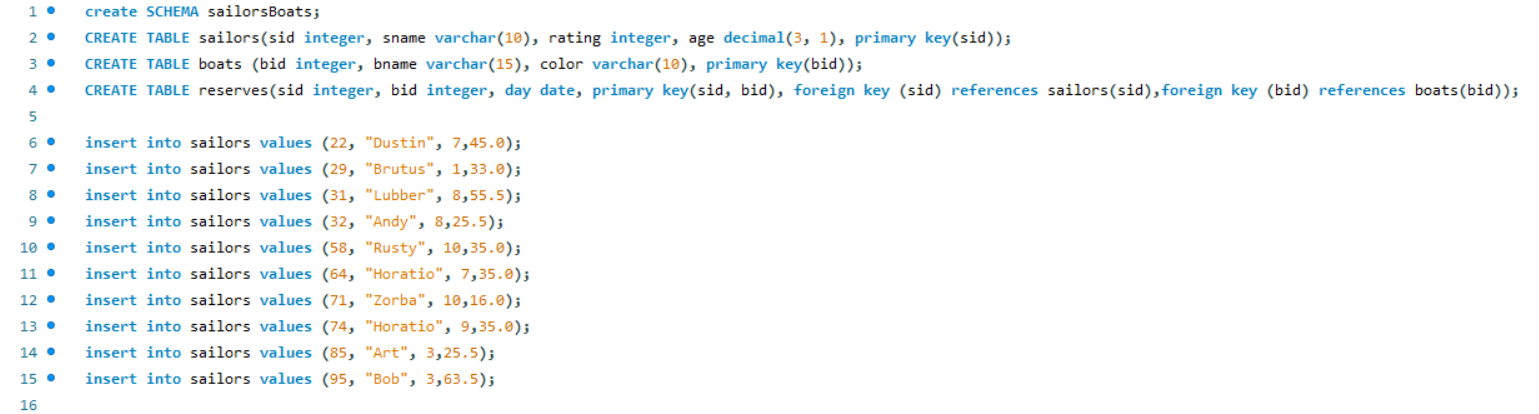 1 create SCHEMA sailorsBoats;
2 CREATE TABLE sailors(sid integer, sname varchar(10), rating integer, age decimal(3, 1), primary key(sid));
3 CREATE TABLE boats (bid integer, bname varchar(15), color varchar(10), primary key(bid));
4 CREATE TABLE reserves(sid integer, bid integer, day date, primary key(sid, bid), foreign key (sid) references sailors(sid),foreign key (bid) references boats(bid));
5
6 insert into sailors values (22, "Dustin", 7,45.0);
7 insert into sailors values (29, "Brutus", 1,33.0);
8 insert into sailors values (31, "Lubber", 8,55.5);
9 insert into sailors values (32, "Andy", 8,25.5);
10 insert into sailors values (58, "Rusty", 10,35.0);
11 insert into sailors values (64, "Horatio", 7,35.0);
12 insert into sailors values (71, "Zorba", 10,16.0);
13 insert into sailors values (74, "Horatio", 9,35.0);
14 insert into sailors values (85, "Art", 3,25.5);
15 insert into sailors values (95, "Bob", 3,63.5);
16